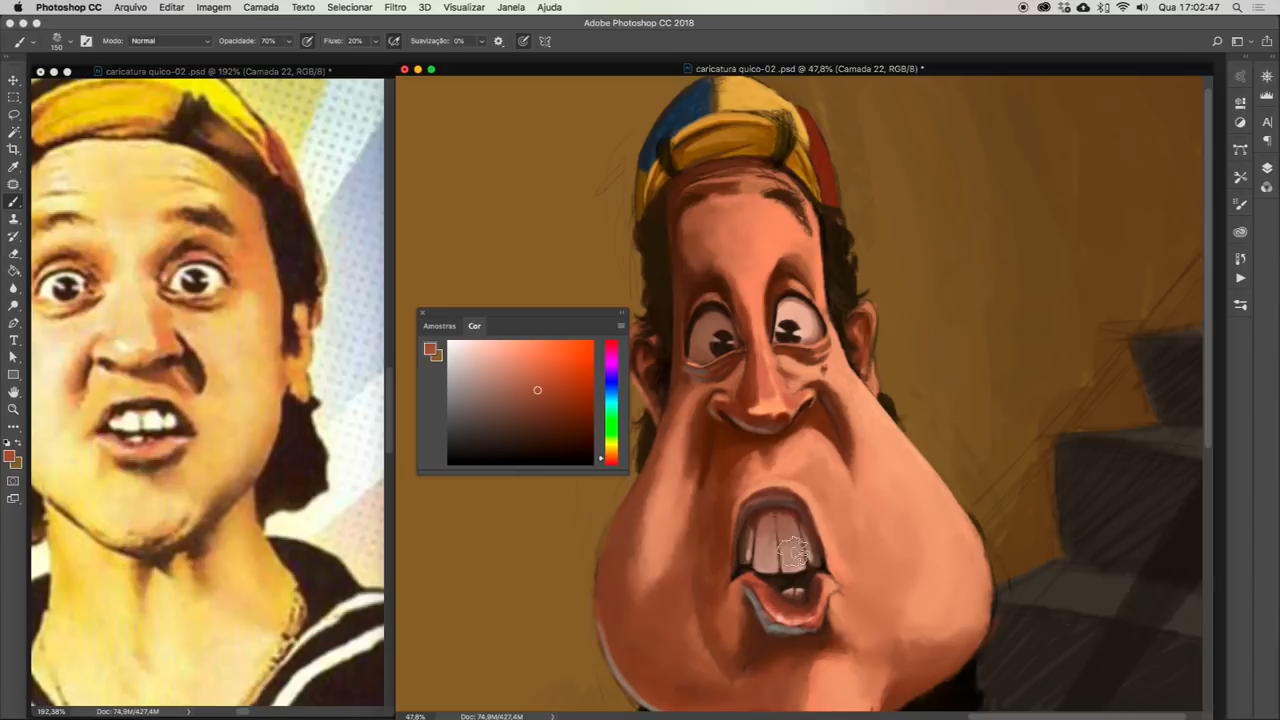 Photoshop CC Arquivo Editar Imagem Camada Texto Selecionar Filtro 3D Visualizar Janela Ajuda Qua 17:02:47
Adobe Photoshop CC 2018
150 Modo: Normal Opacidade: 70% Fluxo: 20% Suavização: 0%
caricatura quico-02 .psd @ 192% (Camada 22, RGB/8) *
caricatura quico-02 .psd @ 47,8% (Camada 22, RGB/8) *
Amostras Cor
192,38% Doc: 74,9M/427,4M
47,8% Doc: 74,9M/427,4M